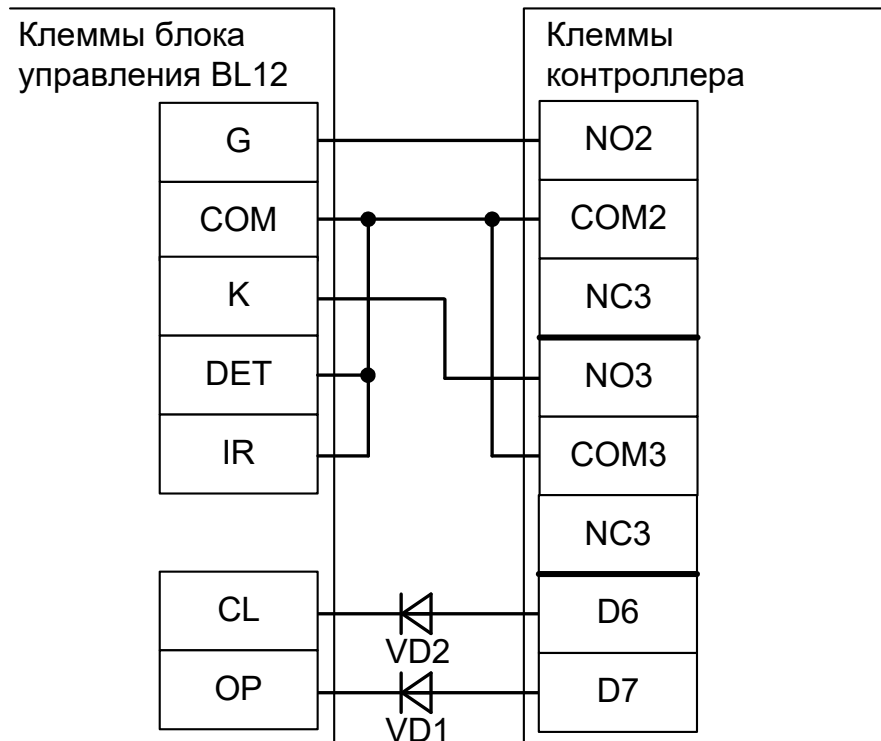 Клеммы блока
управления BL12
G
COM
K
DET
IR
CL
OP
VD2
VD1
Клеммы
контроллера
NO2
COM2
NC3
NO3
COM3
NC3
D6
D7